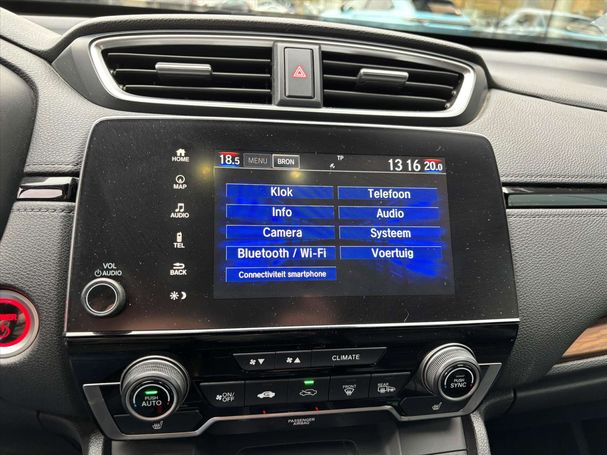 18.5 MENU BRON TP 13 16 20.0
HOME
MAP
AUDIO
TEL
BACK
VOL
AUDIO
Klok Telefoon
Info Audio
Camera Systeem
Bluetooth / Wi-Fi Voertuig
Connectiviteit smartphone
CLIMATE
PUSH
AUTO
ON/
OFF
FRONT
REAR
PUSH
SYNC
PASSENGER
AIRBAG